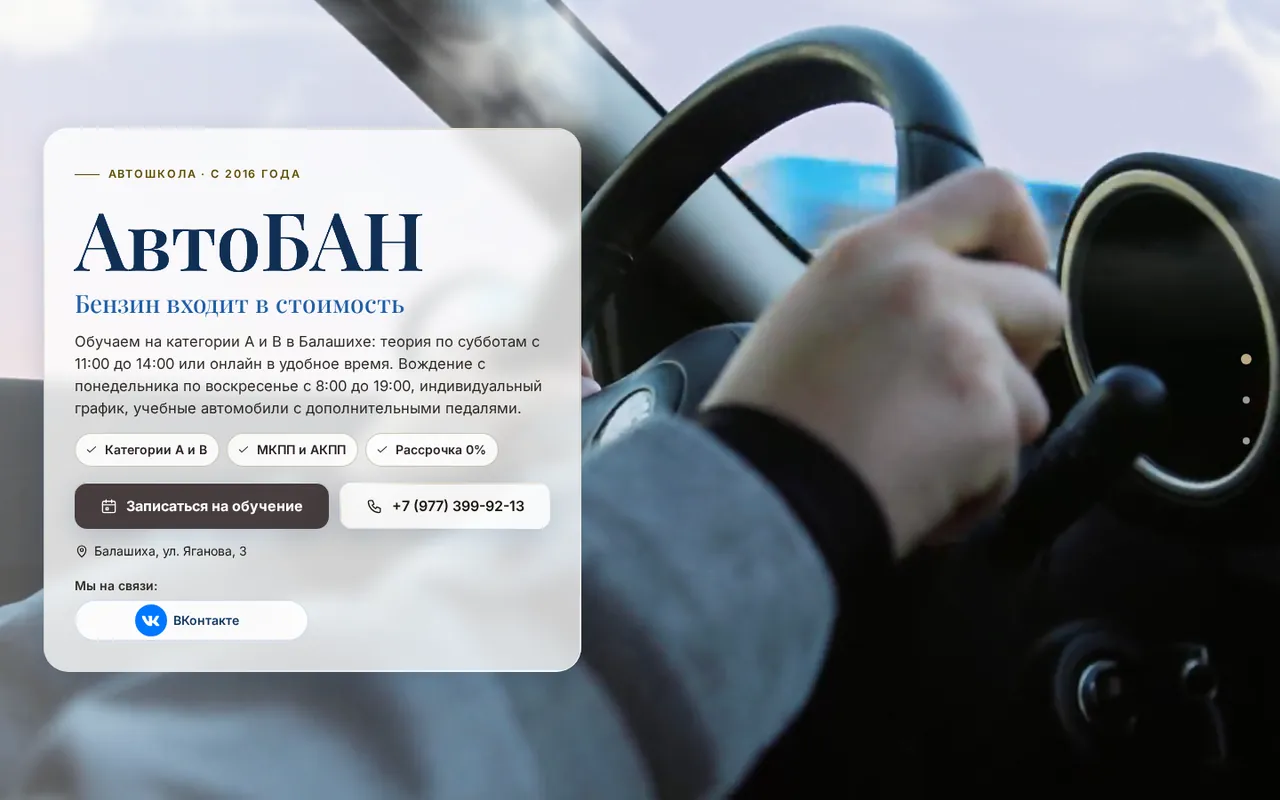 АВТОШКОЛА · С 2016 ГОДА
АвтоБАН
Бензин входит в стоимость
Обучаем на категории А и В в Балашихе: теория по субботам с
11:00 до 14:00 или онлайн в удобное время. Вождение с
понедельника по воскресенье с 8:00 до 19:00, индивидуальный
график, учебные автомобили с дополнительными педалями.
Категории А и В
МКПП и АКПП
Рассрочка 0%
Записаться на обучение
+7 (977) 399-92-13
Балашиха, ул. Яганова, 3
Мы на связи:
ВКонтакте